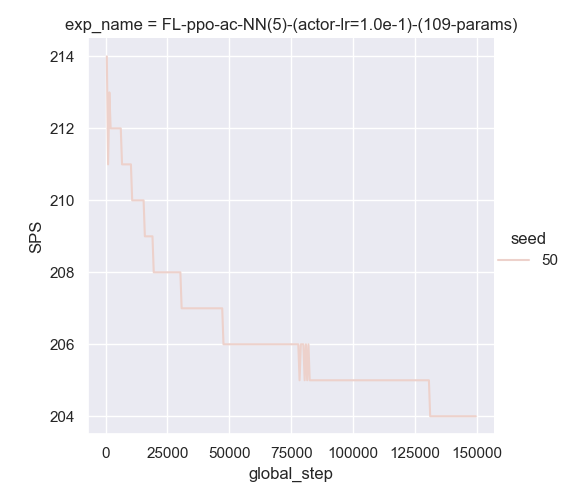 exp_name = FL-ppo-ac-NN(5)-(actor-lr=1.0e-1)-(109-params)
214
212
210
208
206
204
SPS
0 25000 50000 75000 100000 125000 150000
global_step
seed
50